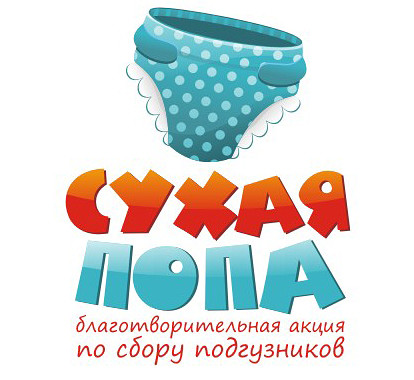 СУХАЯ
ПОПА
благотворительная акция
по сбору подгузников